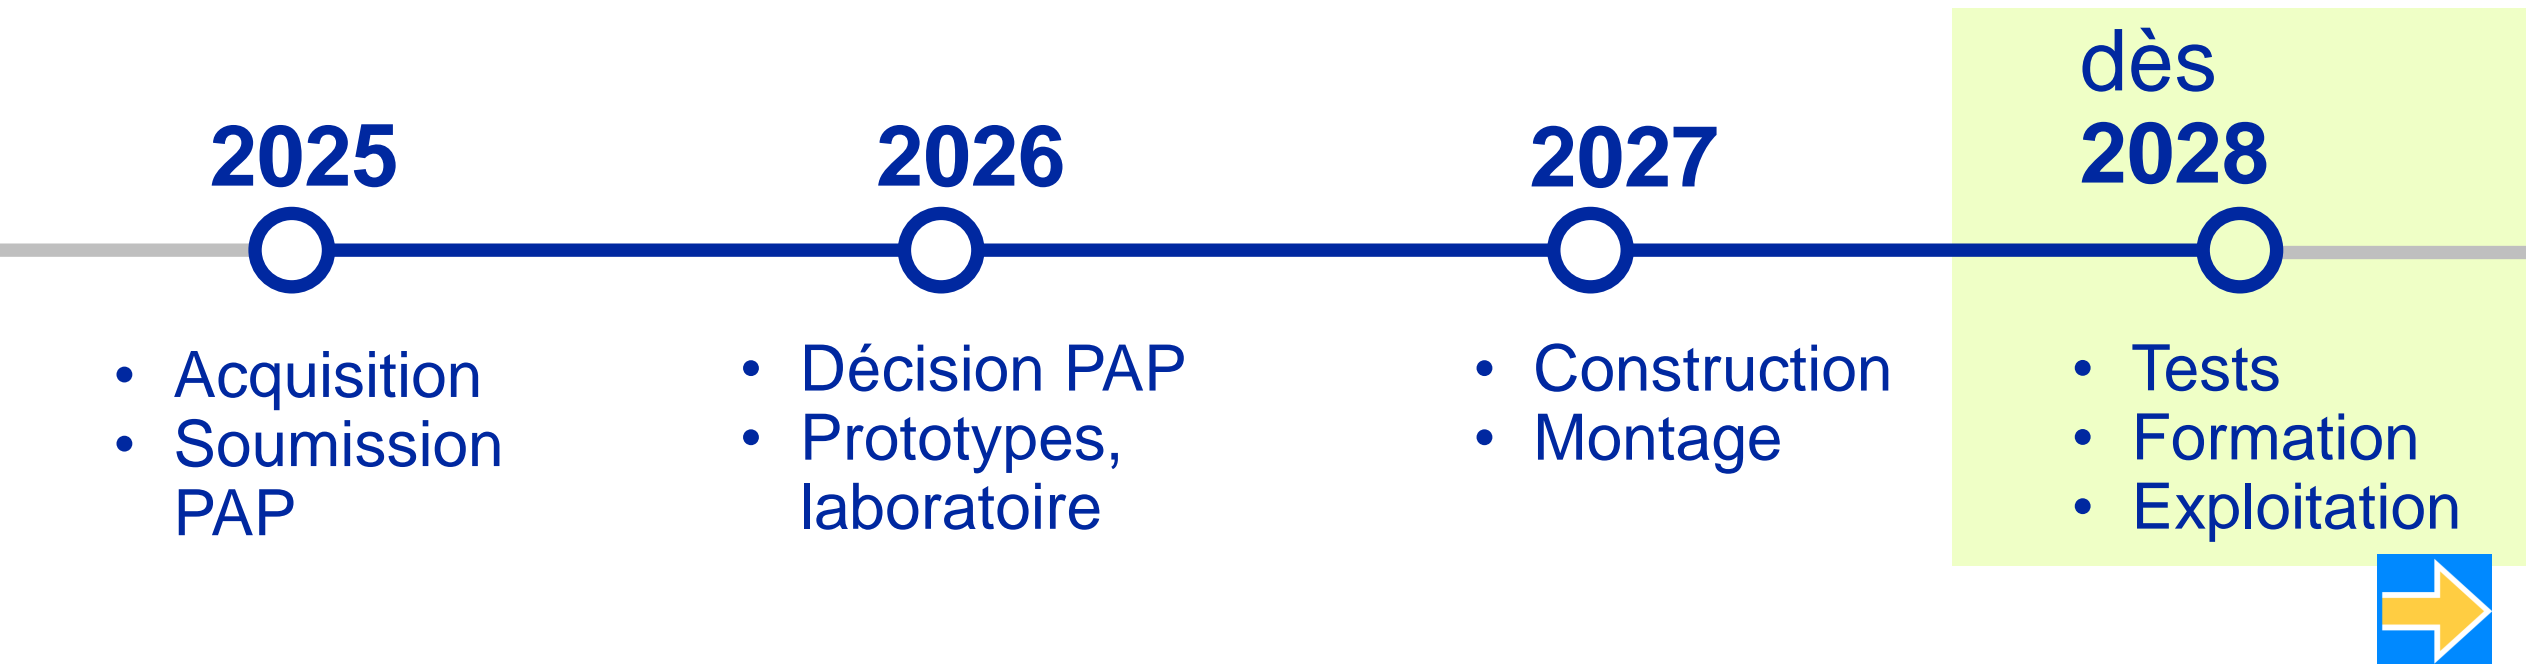 2025
• Acquisition
• Soumission
PAP
2026
• Décision PAP
• Prototypes,
laboratoire
2027
• Construction
• Montage
dès
2028
• Tests
• Formation
• Exploitation